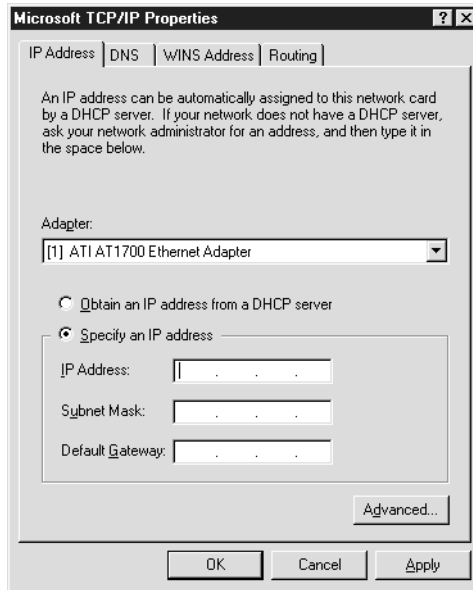 Microsoft TCP/IP Properties
IP Address DNS WINS Address Routing
An IP address can be automatically assigned to this network card
by a DHCP server. If your network does not have a DHCP server,
ask your network administrator for an address, and then type it in
the space below.
Adapter:
[1] ATI AT1700 Ethernet Adapter
Obtain an IP address from a DHCP server
Specify an IP address
IP Address: . . .
Subnet Mask: . . .
Default Gateway: . . .
Advanced...
OK Cancel Apply